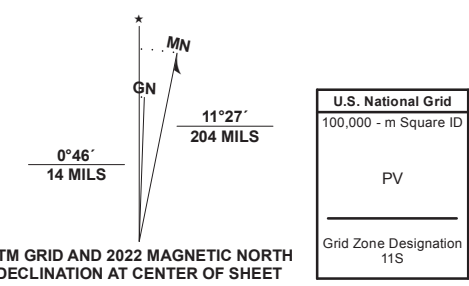 ★
MN
GN
11°27´
204 MILS
0°46´
14 MILS
TM GRID AND 2022 MAGNETIC NORTH
DECLINATION AT CENTER OF SHEET
U.S. National Grid
100,000 - m Square ID
PV
Grid Zone Designation
11S